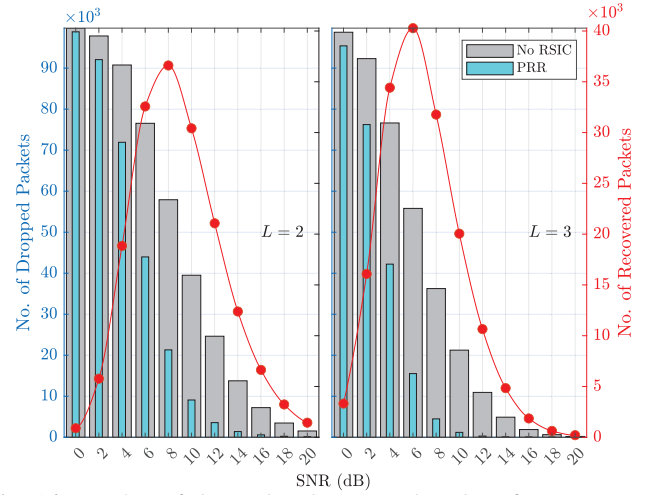 ×10³
×10³
No RSIC
PRR
No. of Dropped Packets
90
80
70
60
50
40
30
20
10
0
L = 2
L = 3
40
35
30
25
20
15
10
5
0
No. of Recovered Packets
0 2 4 6 8 10 12 14 16 18 20
0 2 4 6 8 10 12 14 16 18 20
SNR (dB)